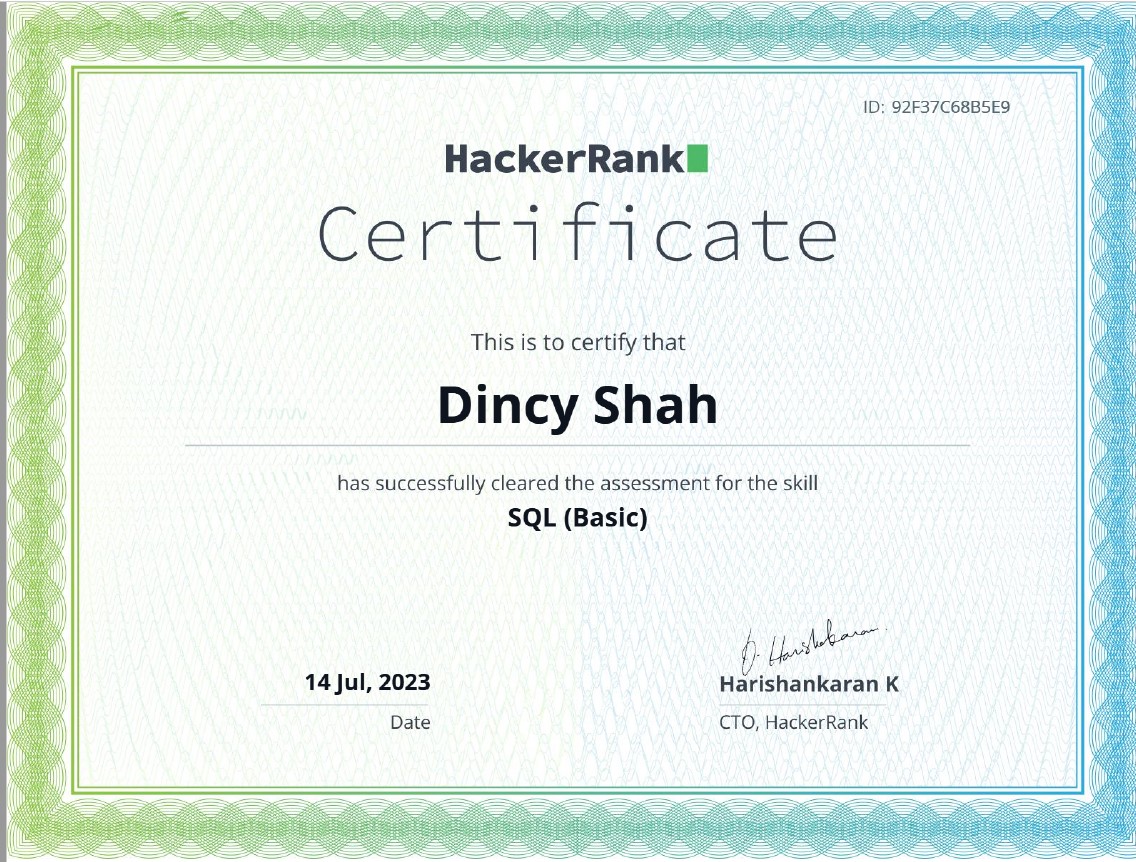 ID: 92F37C68B5E9
HackerRank
Certificate
This is to certify that
Dincy Shah
has successfully cleared the assessment for the skill
SQL (Basic)
14 Jul, 2023
Date
D. Harishankaran
Harishankaran K
CTO, HackerRank